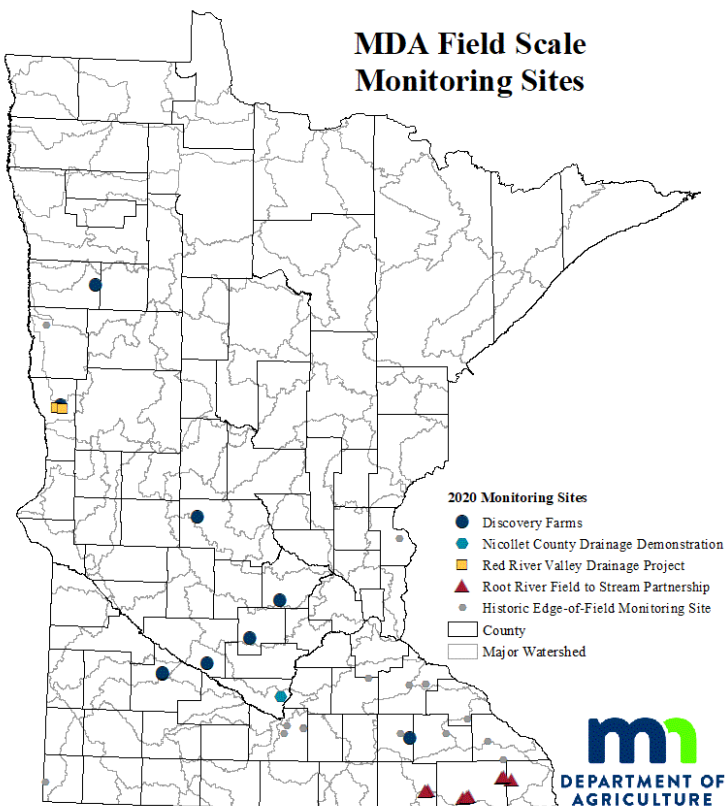 MDA Field Scale
Monitoring Sites
2020 Monitoring Sites
Discovery Farms
Nicollet County Drainage Demonstration
Red River Valley Drainage Project
Root River Field to Stream Partnership
Historic Edge-of-Field Monitoring Site
County
Major Watershed
DEPARTMENT OF
AGRICULTURE